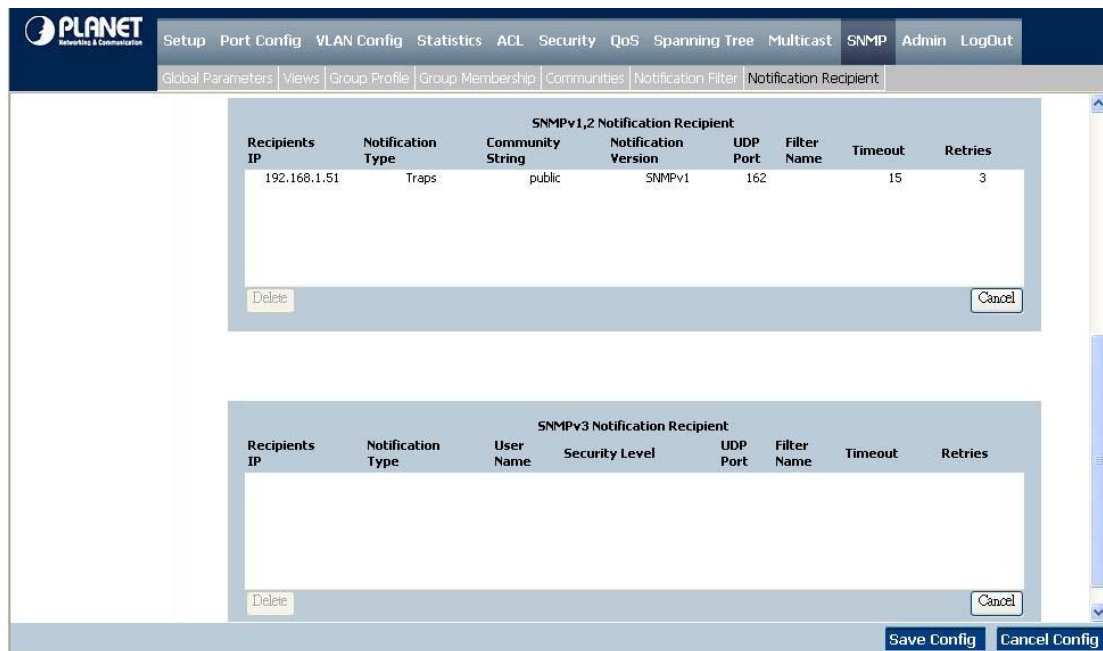 PLANET
Networking & Communication
Setup Port Config VLAN Config Statistics ACL Security QoS Spanning Tree Multicast SNMP Admin LogOut
Global Parameters Views Group Profile Group Membership Communities Notification Filter Notification Recipient
SNMPv1,2 Notification Recipient
Recipients IP Notification Type Community String Notification Version UDP Port Filter Name Timeout Retries
192.168.1.51 Traps public SNMPv1 162 15 3
Delete Cancel
SNMPv3 Notification Recipient
Recipients IP Notification Type User Name Security Level UDP Port Filter Name Timeout Retries
Delete Cancel
Save Config Cancel Config